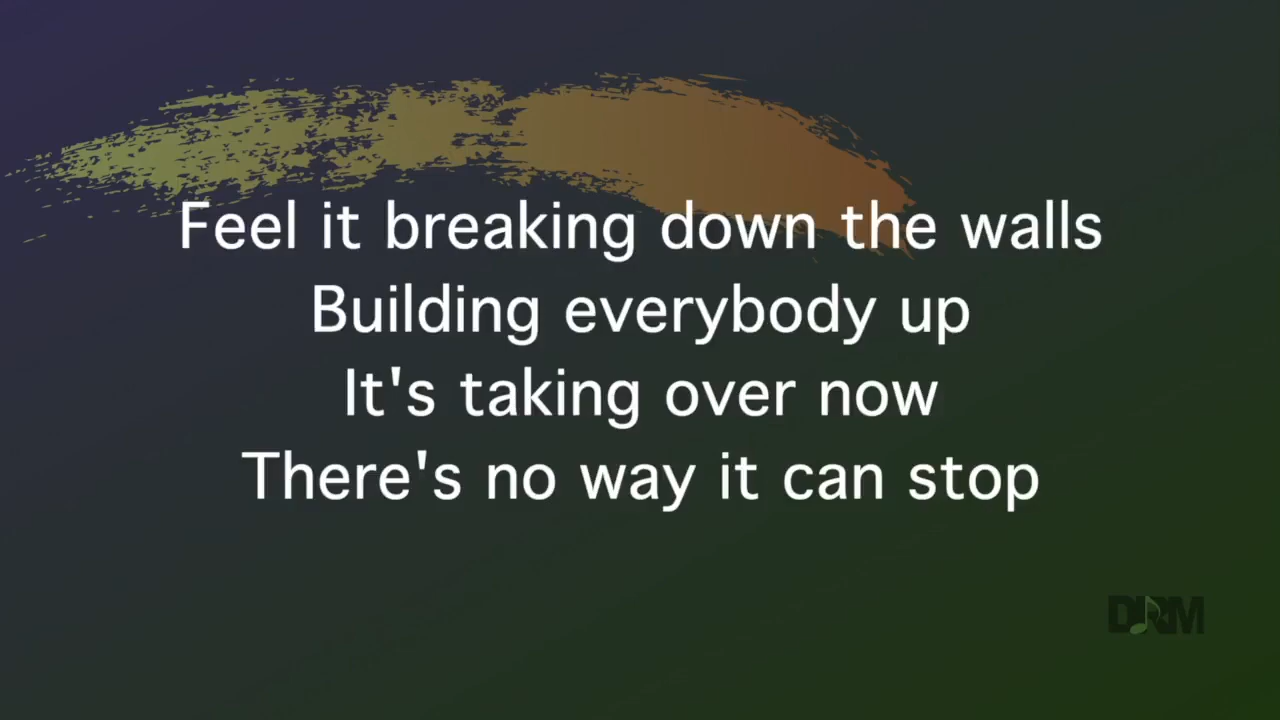 Feel it breaking down the walls
Building everybody up
It's taking over now
There's no way it can stop
DRM